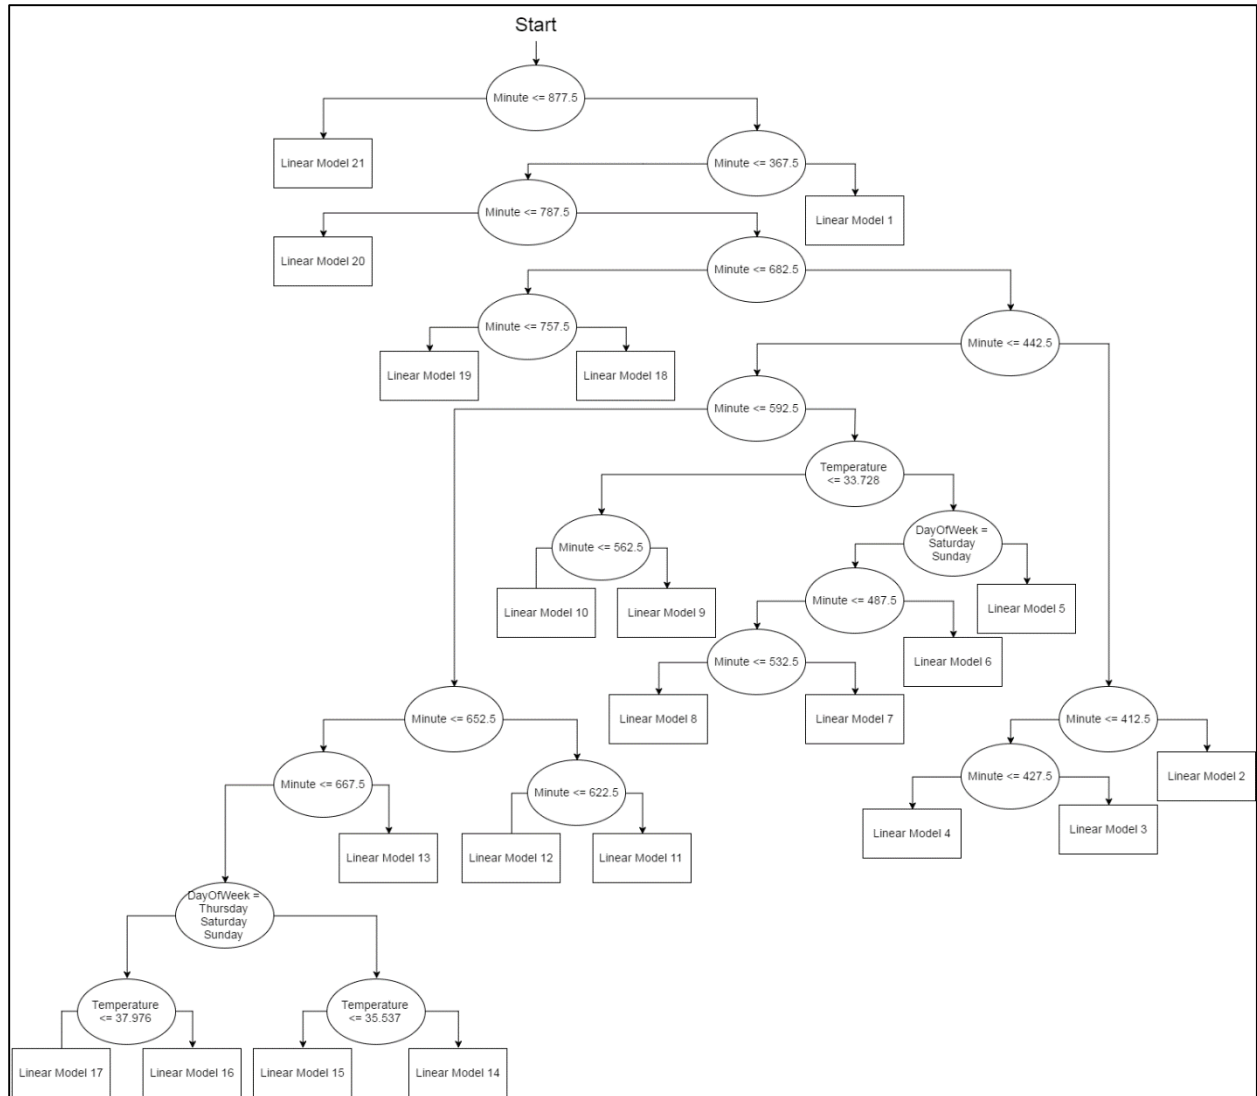 Start
Minute <= 877.5
Linear Model 21
Minute <= 367.5
Linear Model 1
Minute <= 787.5
Linear Model 20
Minute <= 682.5
Minute <= 757.5
Minute <= 442.5
Linear Model 19
Linear Model 18
Minute <= 592.5
Temperature
<= 33.728
DayOfWeek =
Saturday
Sunday
Minute <= 562.5
Linear Model 10
Linear Model 9
Minute <= 487.5
Linear Model 5
Minute <= 532.5
Linear Model 6
Linear Model 8
Linear Model 7
Minute <= 652.5
Minute <= 412.5
Minute <= 667.5
Minute <= 622.5
Minute <= 427.5
Linear Model 2
Linear Model 13
Linear Model 12
Linear Model 11
Linear Model 4
Linear Model 3
DayOfWeek =
Thursday
Saturday
Sunday
Temperature
<= 37.976
Temperature
<= 35.537
Linear Model 17
Linear Model 16
Linear Model 15
Linear Model 14